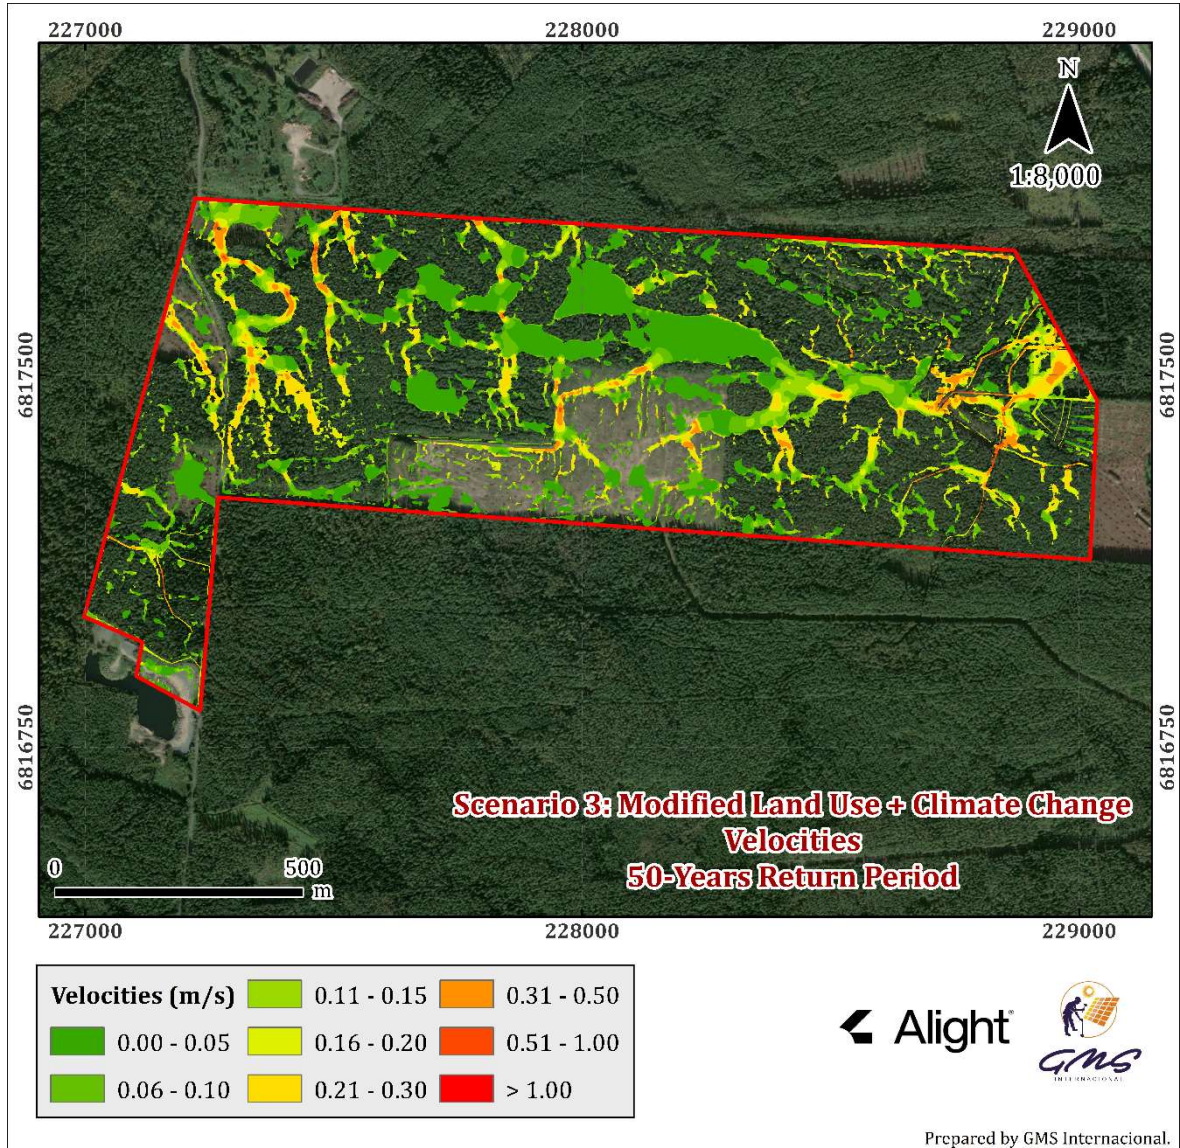 227000 228000 229000
N
1:8,000
6817500
6817500
6816750
6816750
Scenario 3: Modified Land Use + Climate Change
Velocities
50-Years Return Period
0 500
m
227000 228000 229000
Velocities (m/s)
0.00 - 0.05
0.06 - 0.10
0.11 - 0.15
0.16 - 0.20
0.21 - 0.30
0.31 - 0.50
0.51 - 1.00
> 1.00
Alight
GMS
INTERNACIONAL
Prepared by GMS Internacional.